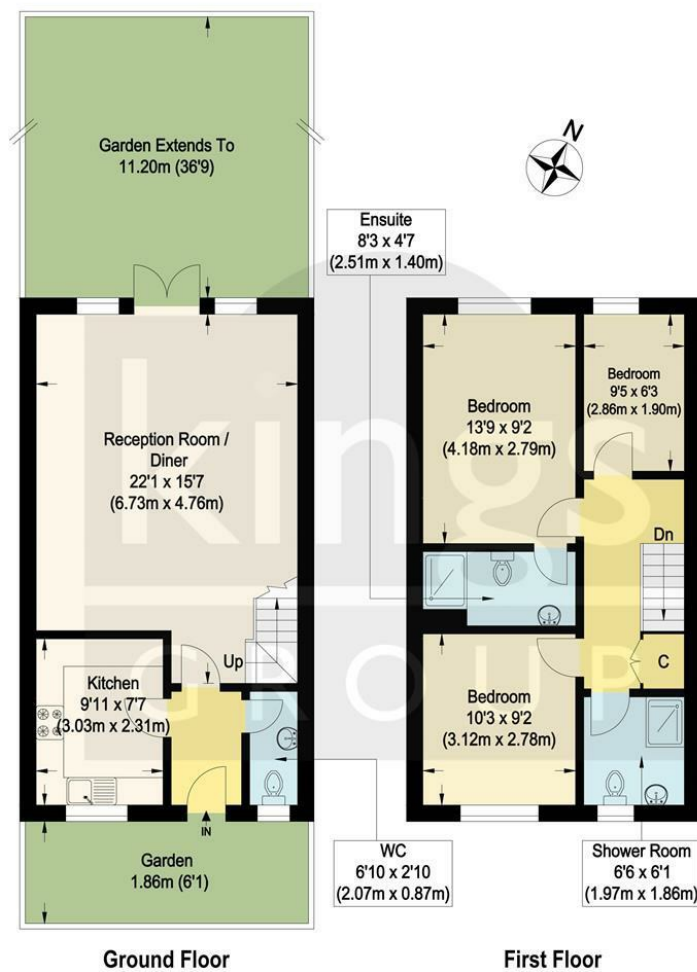 Garden Extends To
11.20m (36'9)
N
Ensuite
8'3 x 4'7
(2.51m x 1.40m)
Reception Room /
Diner
22'1 x 15'7
(6.73m x 4.76m)
Bedroom
13'9 x 9'2
(4.18m x 2.79m)
Bedroom
9'5 x 6'3
(2.86m x 1.90m)
kings
GROUP
Dn
Up
C
Kitchen
9'11 x 7'7
(3.03m x 2.31m)
Bedroom
10'3 x 9'2
(3.12m x 2.78m)
IN
Garden
1.86m (6'1)
WC
6'10 x 2'10
(2.07m x 0.87m)
Shower Room
6'6 x 6'1
(1.97m x 1.86m)
Ground Floor
First Floor